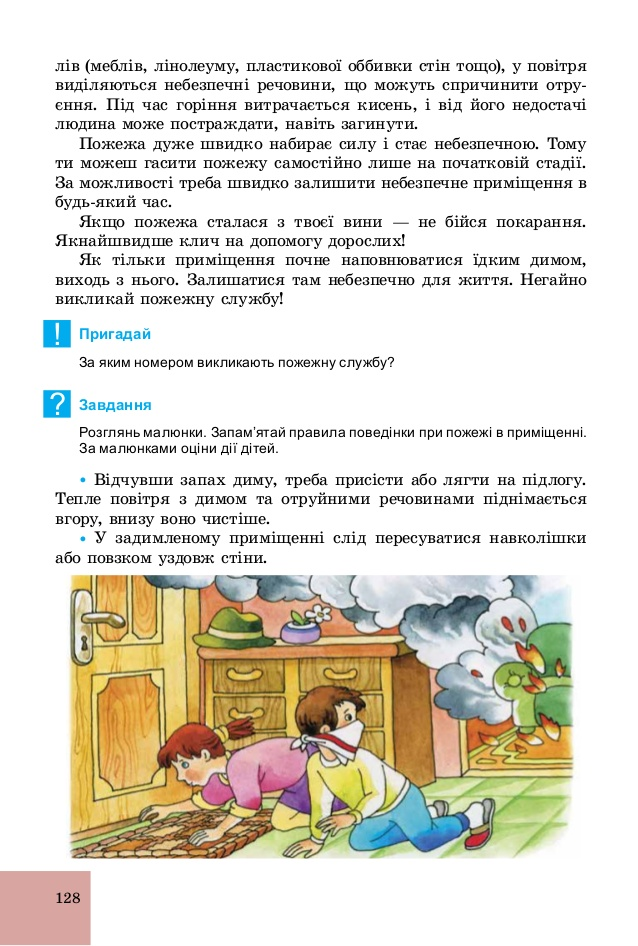 лів (меблів, лінолеуму, пластикової оббивки стін тощо), у повітря
виділяються небезпечні речовини, що можуть спричинити отру-
єння. Під час горіння витрачається кисень, і від його недостачі
людина може постраждати, навіть загинути.
Пожежа дуже швидко набирає силу і стає небезпечною. Тому
ти можеш гасити пожежу самостійно лише на початковій стадії.
За можливості треба швидко залишити небезпечне приміщення в
будь-який час.
Якщо пожежа сталася з твоєї вини — не бійся покарання.
Якнайшвидше клич на допомогу дорослих!
Як тільки приміщення почне наповнюватися їдким димом,
виходь з нього. Залишатися там небезпечно для життя. Негайно
викликай пожежну службу!
! Пригадай
За яким номером викликають пожежну службу?
? Завдання
Розглянь малюнки. Запам’ятай правила поведінки при пожежі в приміщенні.
За малюнками оціни дії дітей.
• Відчувши запах диму, треба присісти або лягти на підлогу.
Тепле повітря з димом та отруйними речовинами піднімається
вгору, внизу воно чистіше.
• У задимленому приміщенні слід пересуватися навколішки
або повзком уздовж стіни.
128